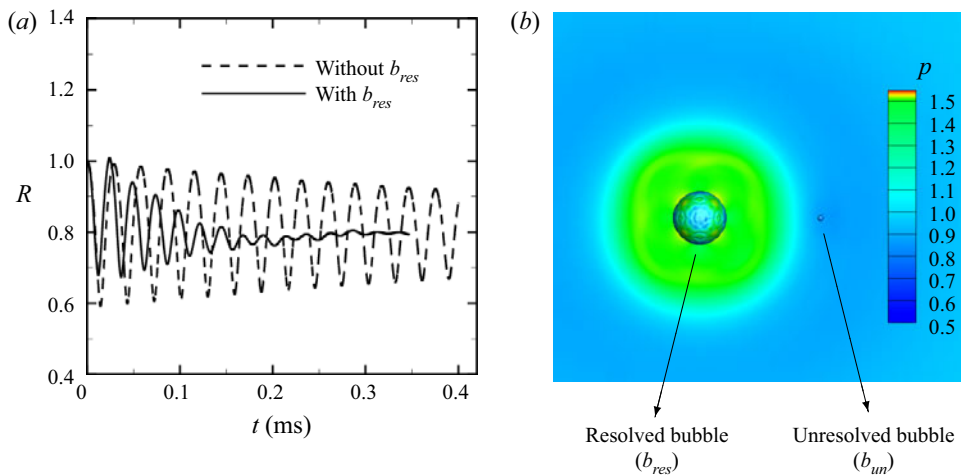 (a)
1.4
1.2
1.0
R
0.8
0.6
0.4
Without b_res
With b_res
0
0.1
0.2
0.3
0.4
t (ms)
(b)
p
1.5
1.4
1.3
1.2
1.1
1.0
0.9
0.8
0.7
0.6
0.5
Resolved bubble
(b_res)
Unresolved bubble
(b_un)